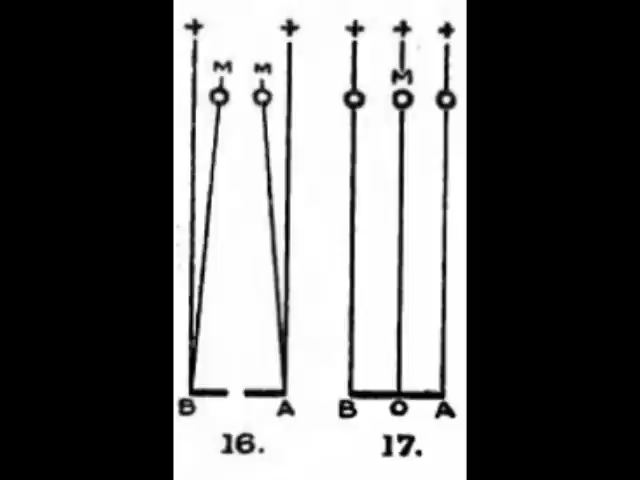 + +
M M
B A
16.
+ + +
M
B O A
17.